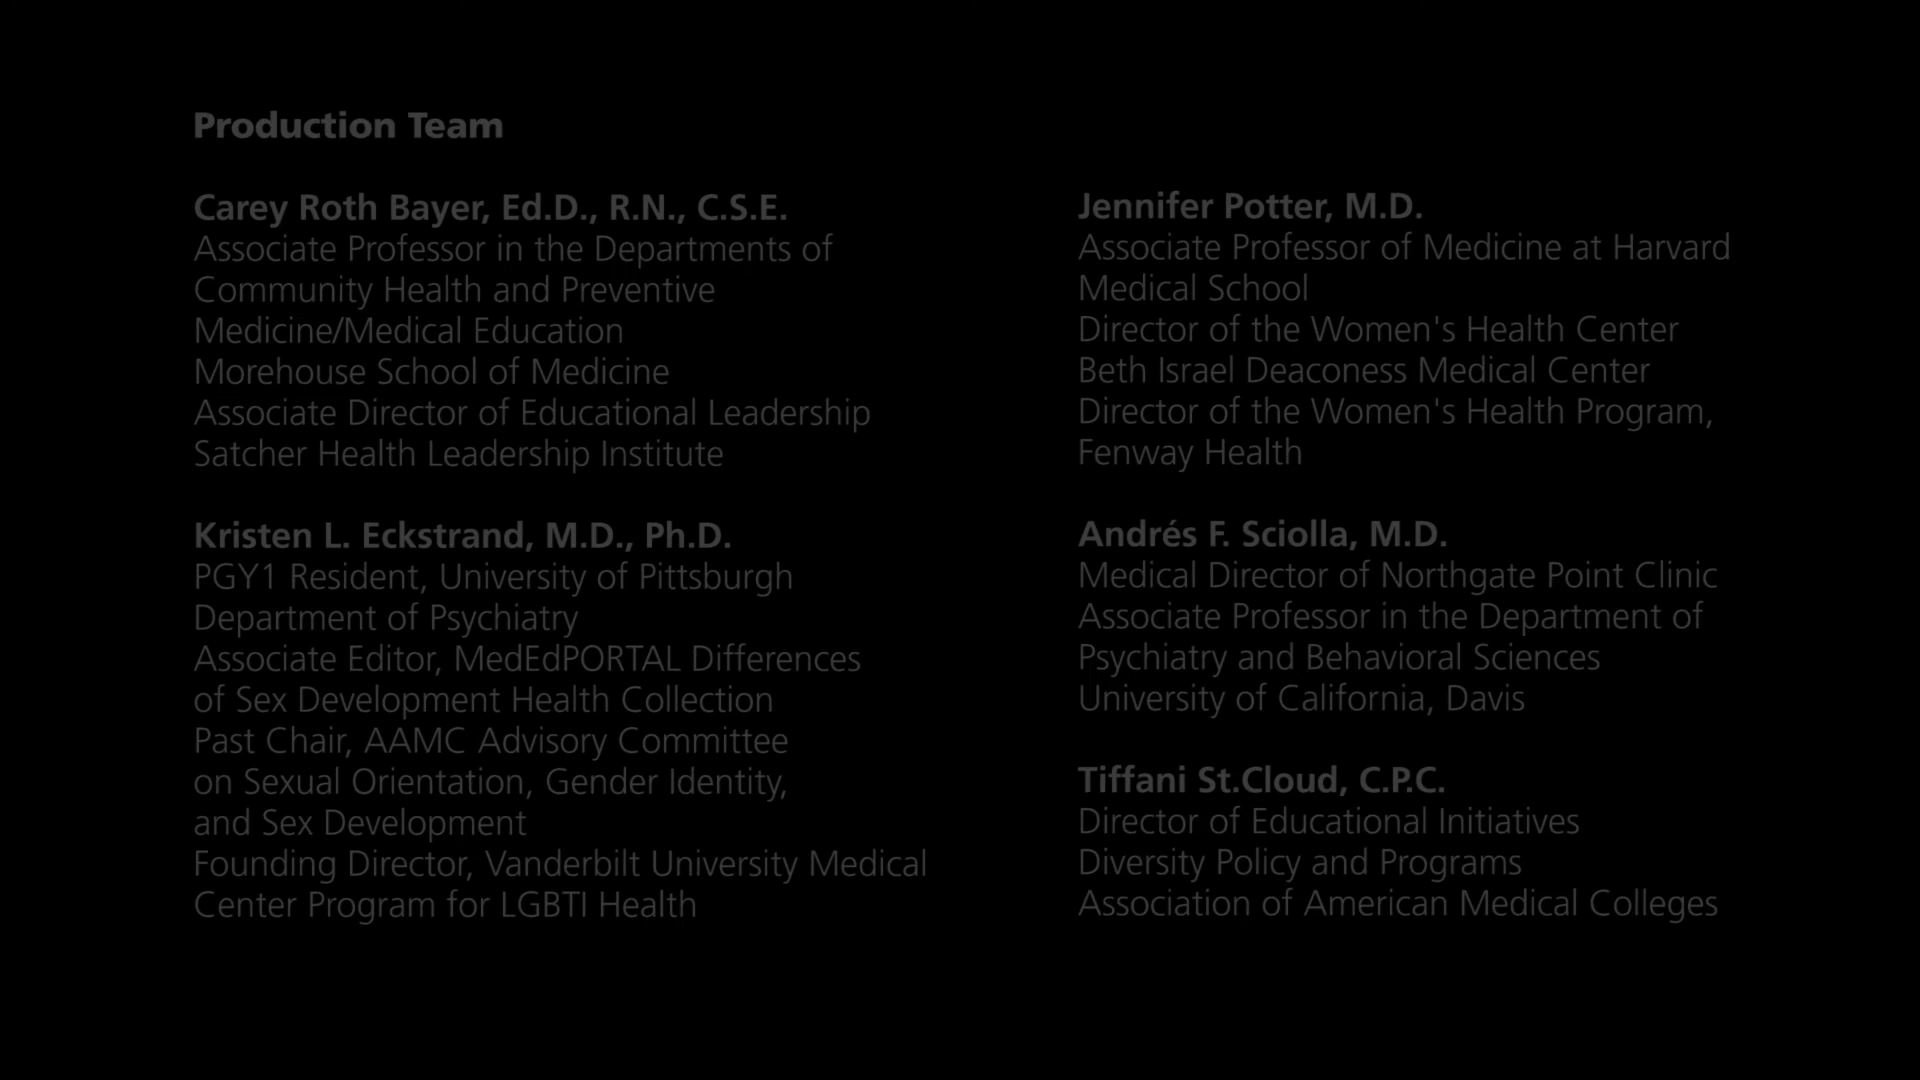 Production Team
Carey Roth Bayer, Ed.D., R.N., C.S.E.
Associate Professor in the Departments of
Community Health and Preventive
Medicine/Medical Education
Morehouse School of Medicine
Associate Director of Educational Leadership
Satcher Health Leadership Institute
Kristen L. Eckstrand, M.D., Ph.D.
PGY1 Resident, University of Pittsburgh
Department of Psychiatry
Associate Editor, MedEdPORTAL Differences
of Sex Development Health Collection
Past Chair, AAMC Advisory Committee
on Sexual Orientation, Gender Identity,
and Sex Development
Founding Director, Vanderbilt University Medical
Center Program for LGBTI Health
Jennifer Potter, M.D.
Associate Professor of Medicine at Harvard
Medical School
Director of the Women's Health Center
Beth Israel Deaconess Medical Center
Director of the Women's Health Program,
Fenway Health
Andrés F. Sciolla, M.D.
Medical Director of Northgate Point Clinic
Associate Professor in the Department of
Psychiatry and Behavioral Sciences
University of California, Davis
Tiffani St.Cloud, C.P.C.
Director of Educational Initiatives
Diversity Policy and Programs
Association of American Medical Colleges